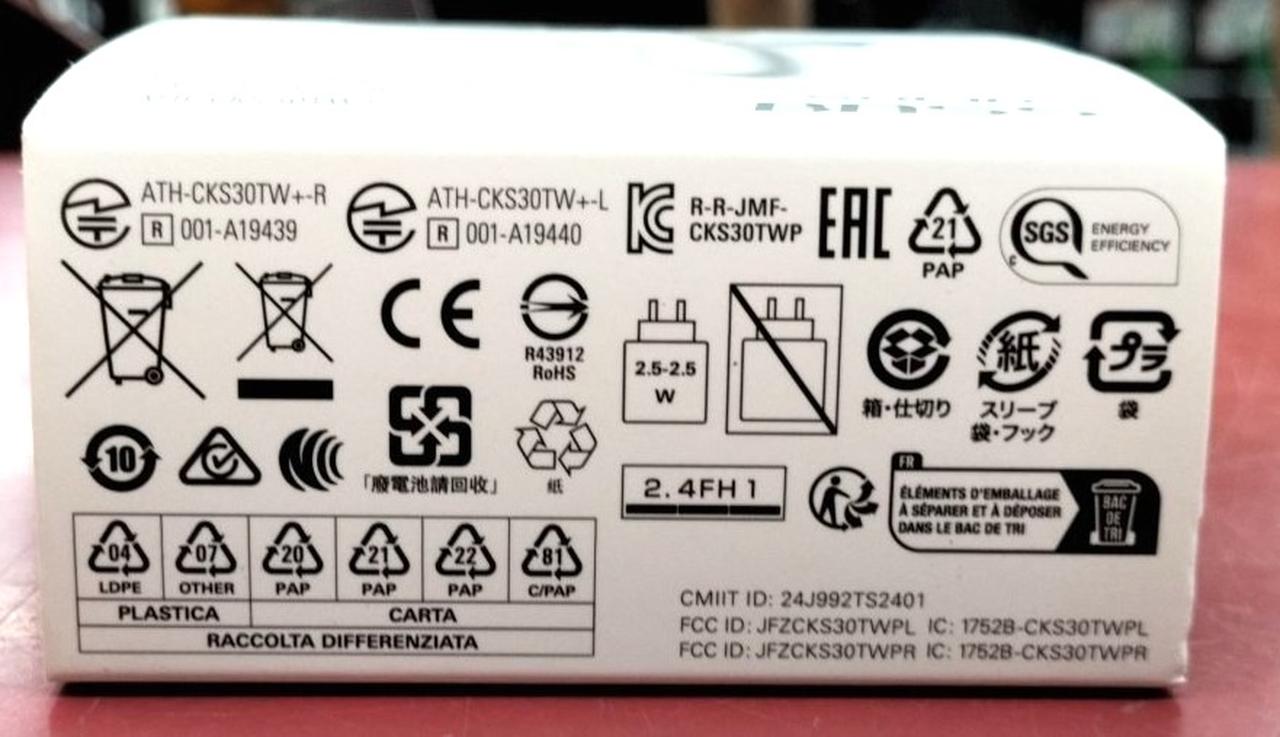 ATH-CKS30TW+-R
R 001-A19439
ATH-CKS30TW+-L
R 001-A19440
R-R-JMF-
CKS30TWP
EAC
21
PAP
SGS
ENERGY
EFFICIENCY
CE
R43912
RoHS
2.5-2.5
W
箱・仕切り
紙
スリーブ
袋・フック
プラ
袋
10
「廢電池請回收」
紙
2.4FH1
FR
ÉLÉMENTS D'EMBALLAGE
À SÉPARER ET À DÉPOSER
DANS LE BAC DE TRI
BAC
DE
TRI
04
LDPE
07
OTHER
20
PAP
21
PAP
22
PAP
81
C/PAP
PLASTICA
CARTA
RACCOLTA DIFFERENZIATA
CMIIT ID: 24J992TS2401
FCC ID: JFZCKS30TWPL IC: 1752B-CKS30TWPL
FCC ID: JFZCKS30TWPR IC: 1752B-CKS30TWPR